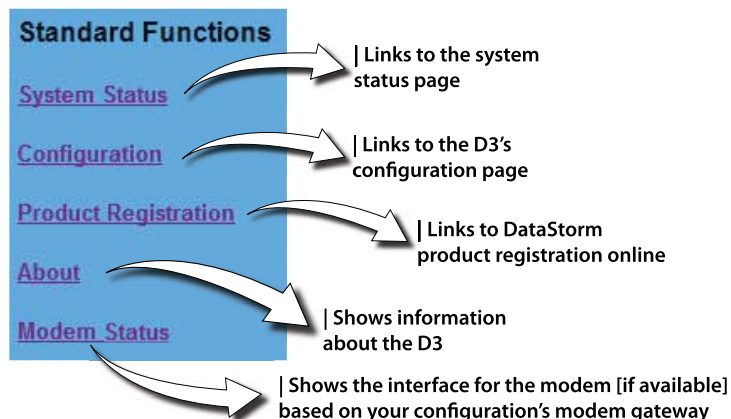 Standard Functions
System Status
| Links to the system
status page
Configuration
| Links to the D3's
configuration page
Product Registration
| Links to DataStorm
product registration online
About
| Shows information
about the D3
Modem Status
| Shows the interface for the modem [if available]
based on your configuration's modem gateway